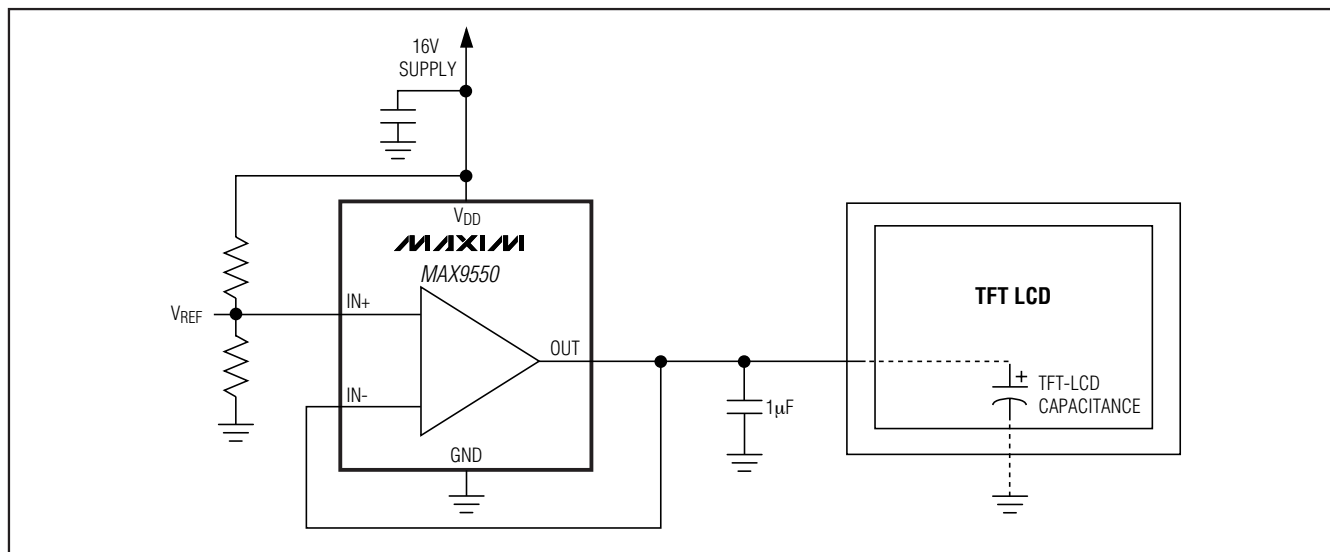 16V
SUPPLY
VDD
MAXIM
MAX9550
VREF
IN+
IN-
OUT
GND
1µF
TFT LCD
+
TFT-LCD
CAPACITANCE